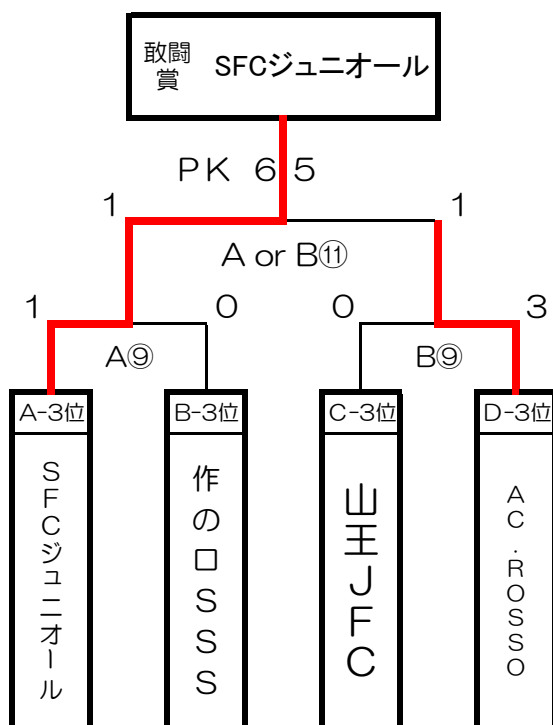 敢闘賞
SFCジュニオール
PK 6 5
1 1
A or B⑪
1 0 0 3
A⑨ B⑨
A-3位 B-3位 C-3位 D-3位
SFCジュニオール
作の口SSS
山王JFC
AC.ROSSO